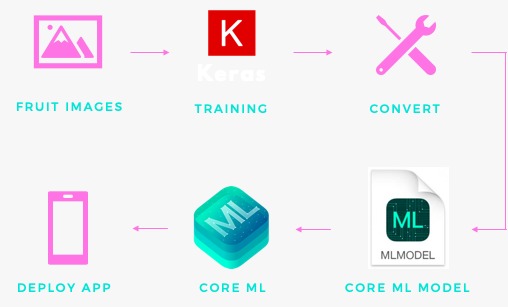 K
Keras
FRUIT IMAGES
TRAINING
CONVERT
ML
ML
MLMODEL
DEPLOY APP
CORE ML
CORE ML MODEL